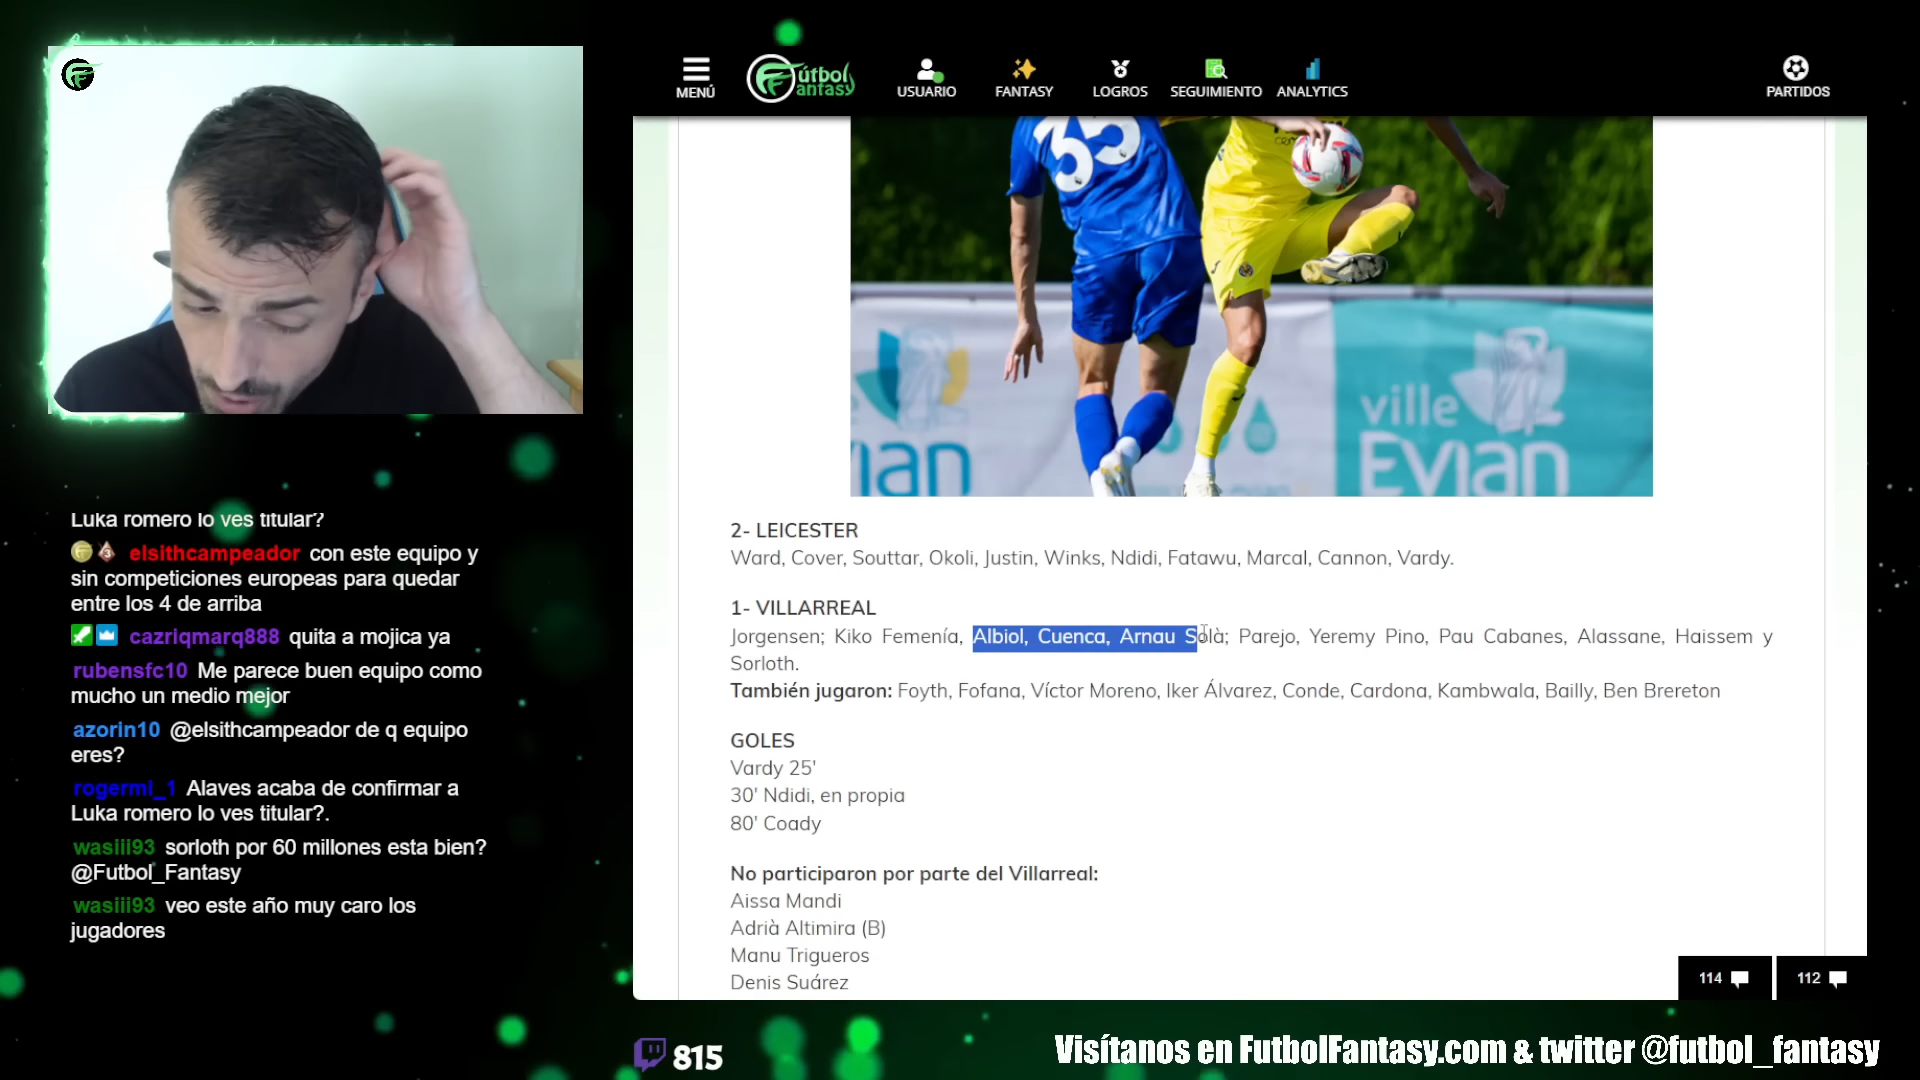 MENÚ
Fútbol
Fantasy
USUARIO
FANTASY
LOGROS
SEGUIMIENTO
ANALYTICS
PARTIDOS
35
ville
Evian
2- LEICESTER
Ward, Cover, Souttar, Okoli, Justin, Winks, Ndidi, Fatawu, Marcal, Cannon, Vardy.
1- VILLARREAL
Jorgensen; Kiko Femenía, Albiol, Cuenca, Arnau Solà; Parejo, Yeremy Pino, Pau Cabanes, Alassane, Haissem y
Sorloth.
También jugaron: Foyth, Fofana, Víctor Moreno, Iker Álvarez, Conde, Cardona, Kambwala, Bailly, Ben Brereton
GOLES
Vardy 25'
30' Ndidi, en propia
80' Coady
No participaron por parte del Villarreal:
Aissa Mandi
Adrià Altimira (B)
Manu Trigueros
Denis Suárez
114
112
Luka romero lo ves titular?
elsithcampeador con este equipo y
sin competiciones europeas para quedar
entre los 4 de arriba
cazriqmarq888 quita a mojica ya
rubensfc10 Me parece buen equipo como
mucho un medio mejor
azorin10 @elsithcampeador de q equipo
eres?
rogermi_1 Alaves acaba de confirmar a
Luka romero lo ves titular?.
wasiii93 sorloth por 60 millones esta bien?
@Futbol_Fantasy
wasiii93 veo este año muy caro los
jugadores
815
Visítanos en FutbolFantasy.com & twitter @futbol_fantasy